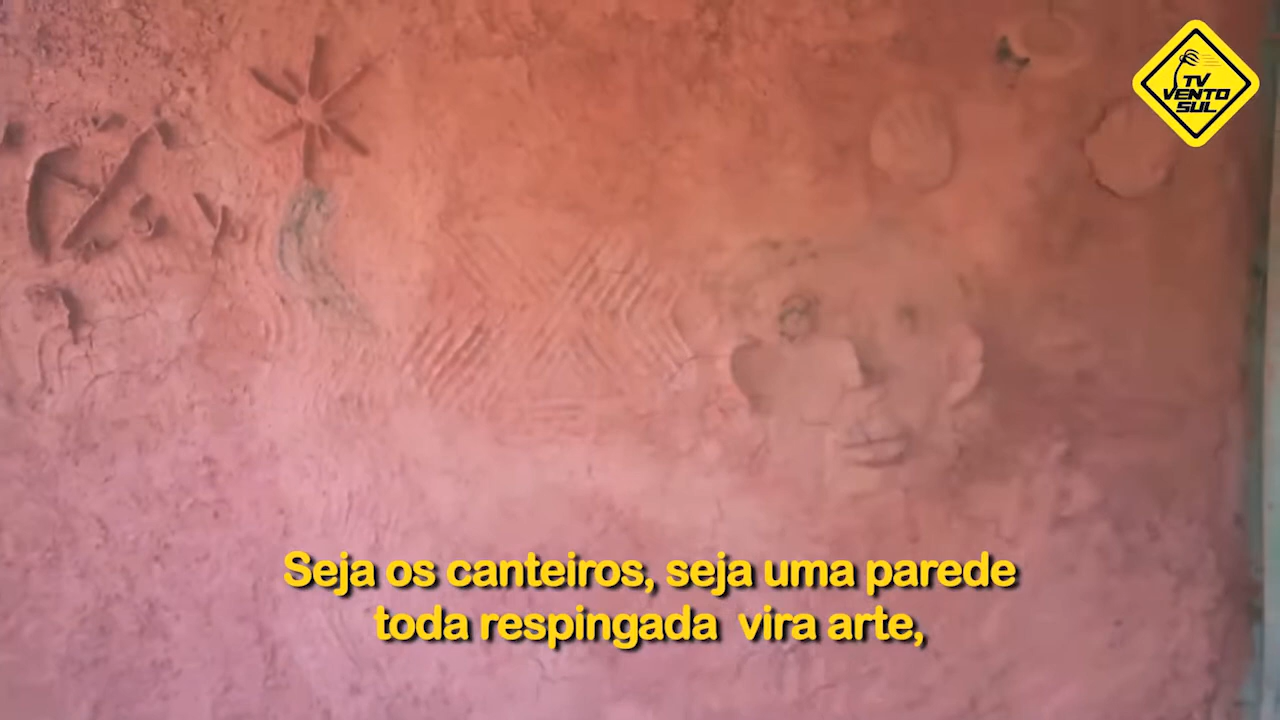 TV
VENTO
SUL
Seja os canteiros, seja uma parede
toda respingada vira arte,